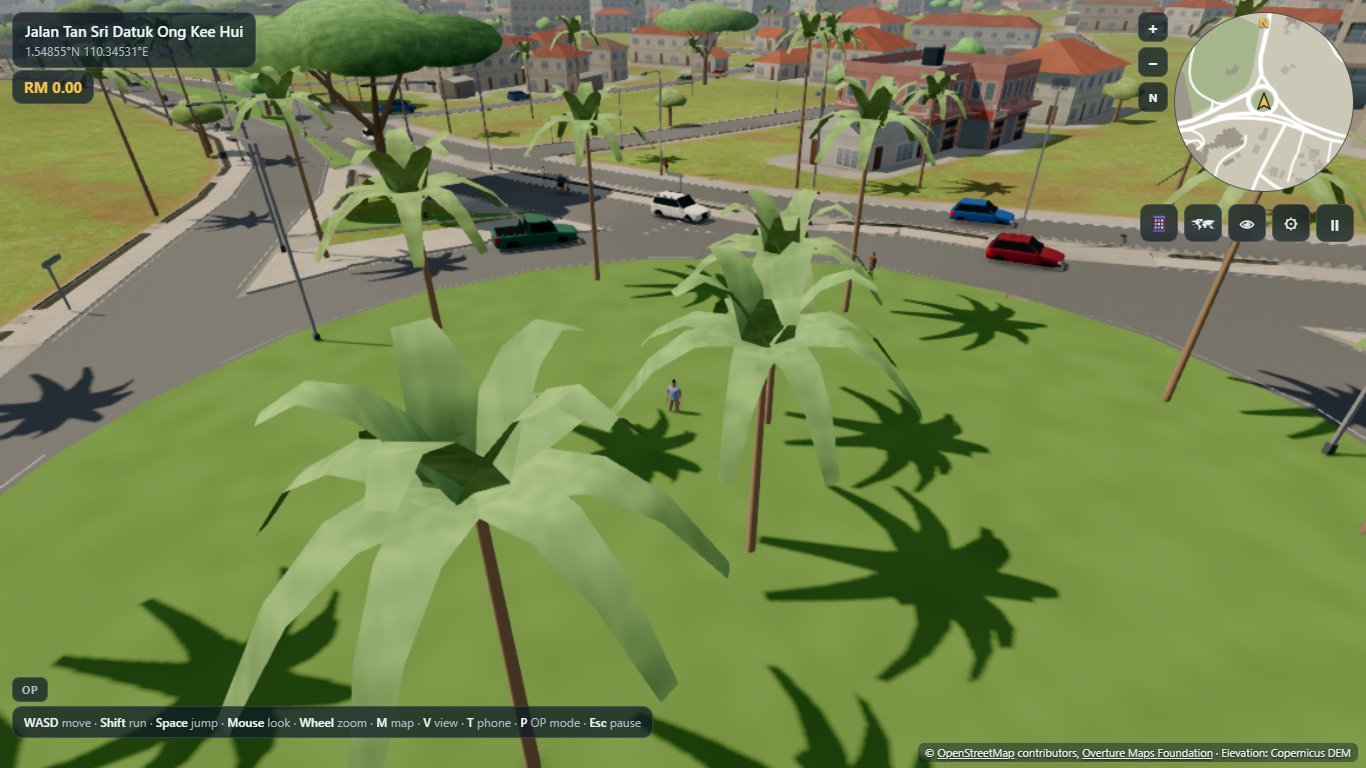 Jalan Tan Sri Datuk Ong Kee Hui
1.54855°N 110.34531°E
RM 0.00
+
−
N
N
OP
WASD move · Shift run · Space jump · Mouse look · Wheel zoom · M map · V view · T phone · P OP mode · Esc pause
© OpenStreetMap contributors, Overture Maps Foundation · Elevation: Copernicus DEM